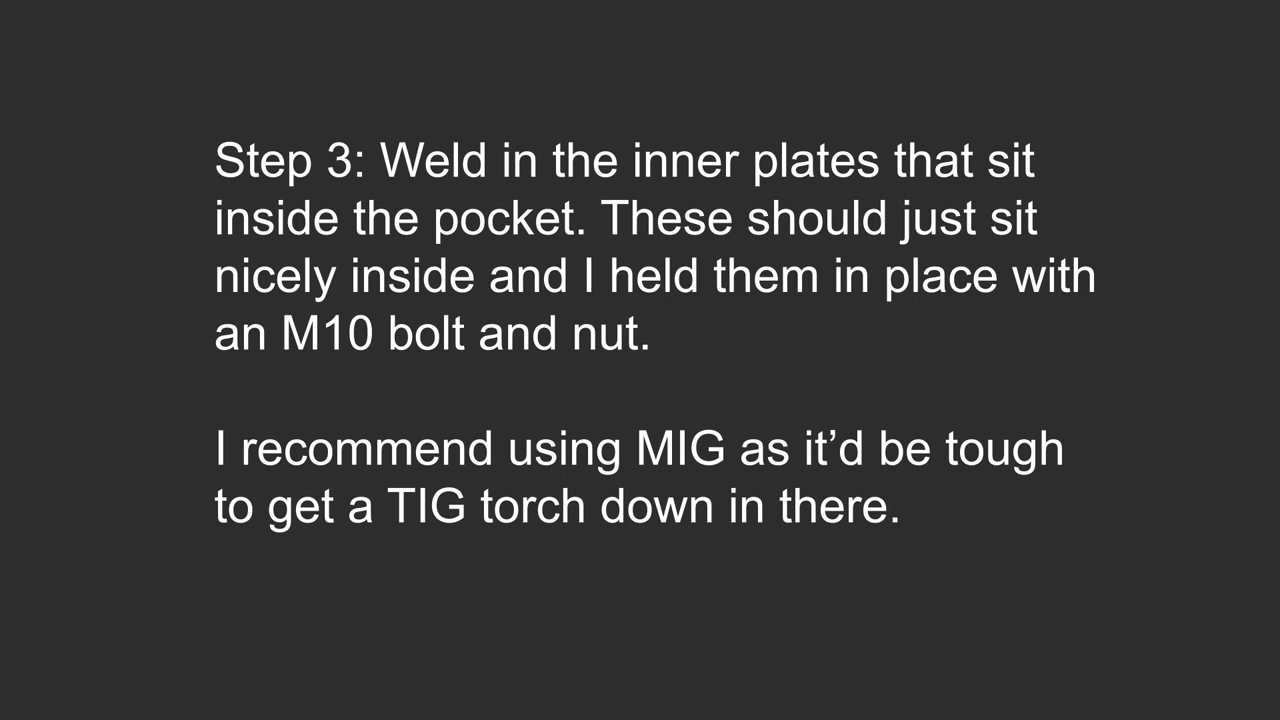 Step 3: Weld in the inner plates that sit
inside the pocket. These should just sit
nicely inside and I held them in place with
an M10 bolt and nut.
I recommend using MIG as it’d be tough
to get a TIG torch down in there.